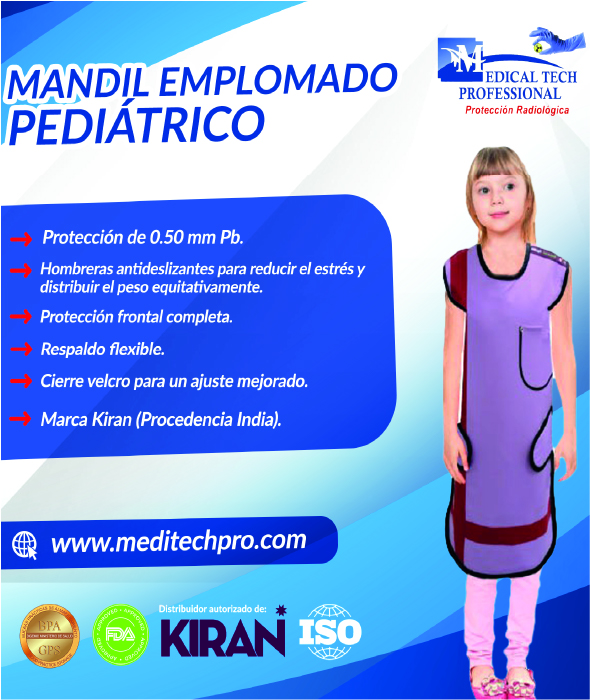 MEDICAL TECH
PROFESSIONAL
Protección Radiológica
MANDIL EMPLOMADO
PEDIÁTRICO
Protección de 0.50 mm Pb.
Hombreras antideslizantes para reducir el estrés y
distribuir el peso equitativamente.
Protección frontal completa.
Respaldo flexible.
Cierre velcro para un ajuste mejorado.
Marca Kiran (Procedencia India).
www.meditechpro.com
Distribuidor autorizado de:
KIRAN
ISO
BPA
GPS
APPROVED
FDA